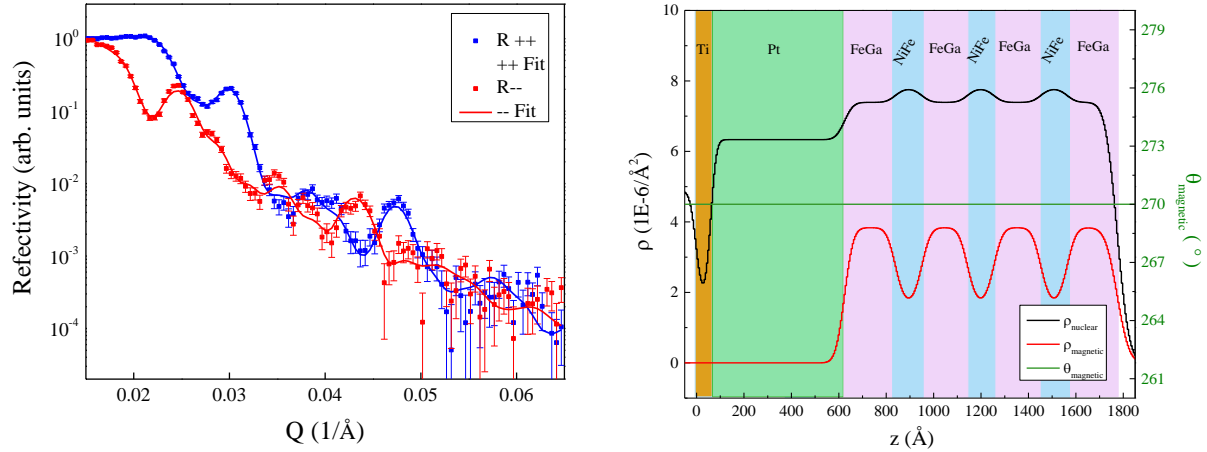 R ++
++ Fit
R--
-- Fit
10^0
10^-1
10^-2
10^-3
10^-4
Refectivity (arb. units)
0.02
0.03
0.04
0.05
0.06
Q (1/Å)
Ti
Pt
FeGa
NiFe
FeGa
NiFe
FeGa
NiFe
FeGa
10
8
6
4
2
0
ρ (1E-6/Å²)
279
276
273
270
267
264
261
θmagnetic (°)
ρnuclear
ρmagnetic
θmagnetic
0
200
400
600
800
1000
1200
1400
1600
1800
z (Å)